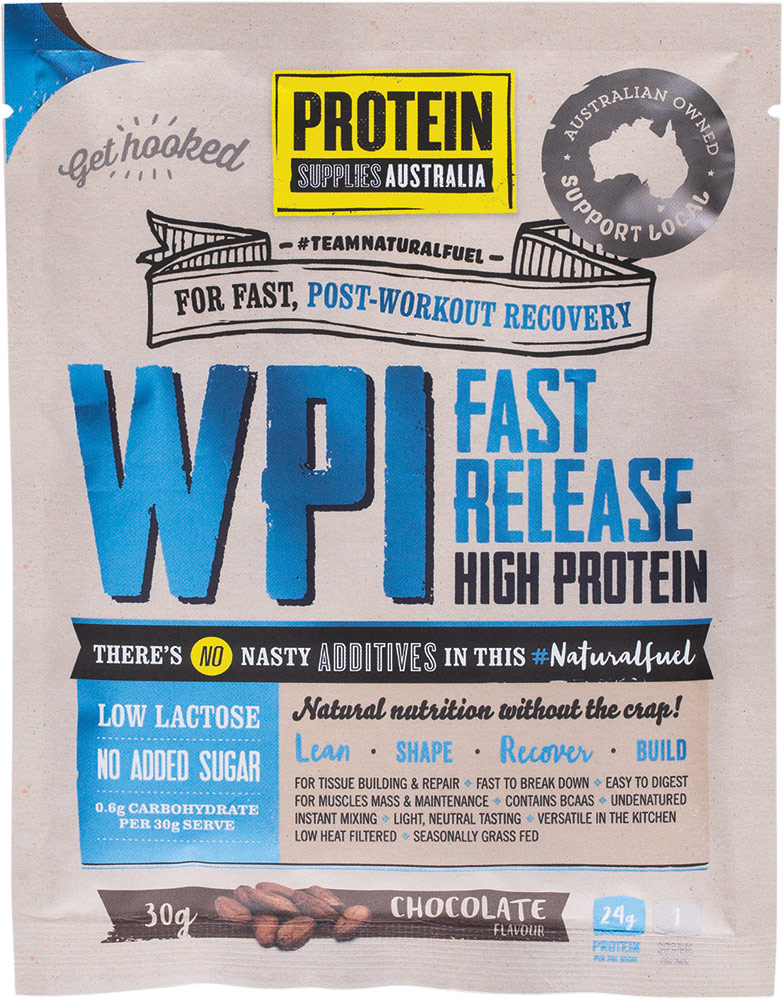 Get hooked
PROTEIN
SUPPLIES AUSTRALIA
AUSTRALIAN OWNED
SUPPORT LOCAL
#TEAMNATURALFUEL
FOR FAST, POST-WORKOUT RECOVERY
WPI
FAST
RELEASE
HIGH PROTEIN
THERE'S NO NASTY ADDITIVES IN THIS #Naturalfuel
LOW LACTOSE
NO ADDED SUGAR
0.6g CARBOHYDRATE
PER 30g SERVE
Natural nutrition without the crap!
Lean · SHAPE · Recover · BUILD
FOR TISSUE BUILDING & REPAIR FAST TO BREAK DOWN EASY TO DIGEST
FOR MUSCLES MASS & MAINTENANCE CONTAINS BCAAS UNDENATURED
INSTANT MIXING LIGHT, NEUTRAL TASTING VERSATILE IN THE KITCHEN
LOW HEAT FILTERED SEASONALLY GRASS FED
30g
CHOCOLATE
FLAVOUR
24g
PROTEIN
1